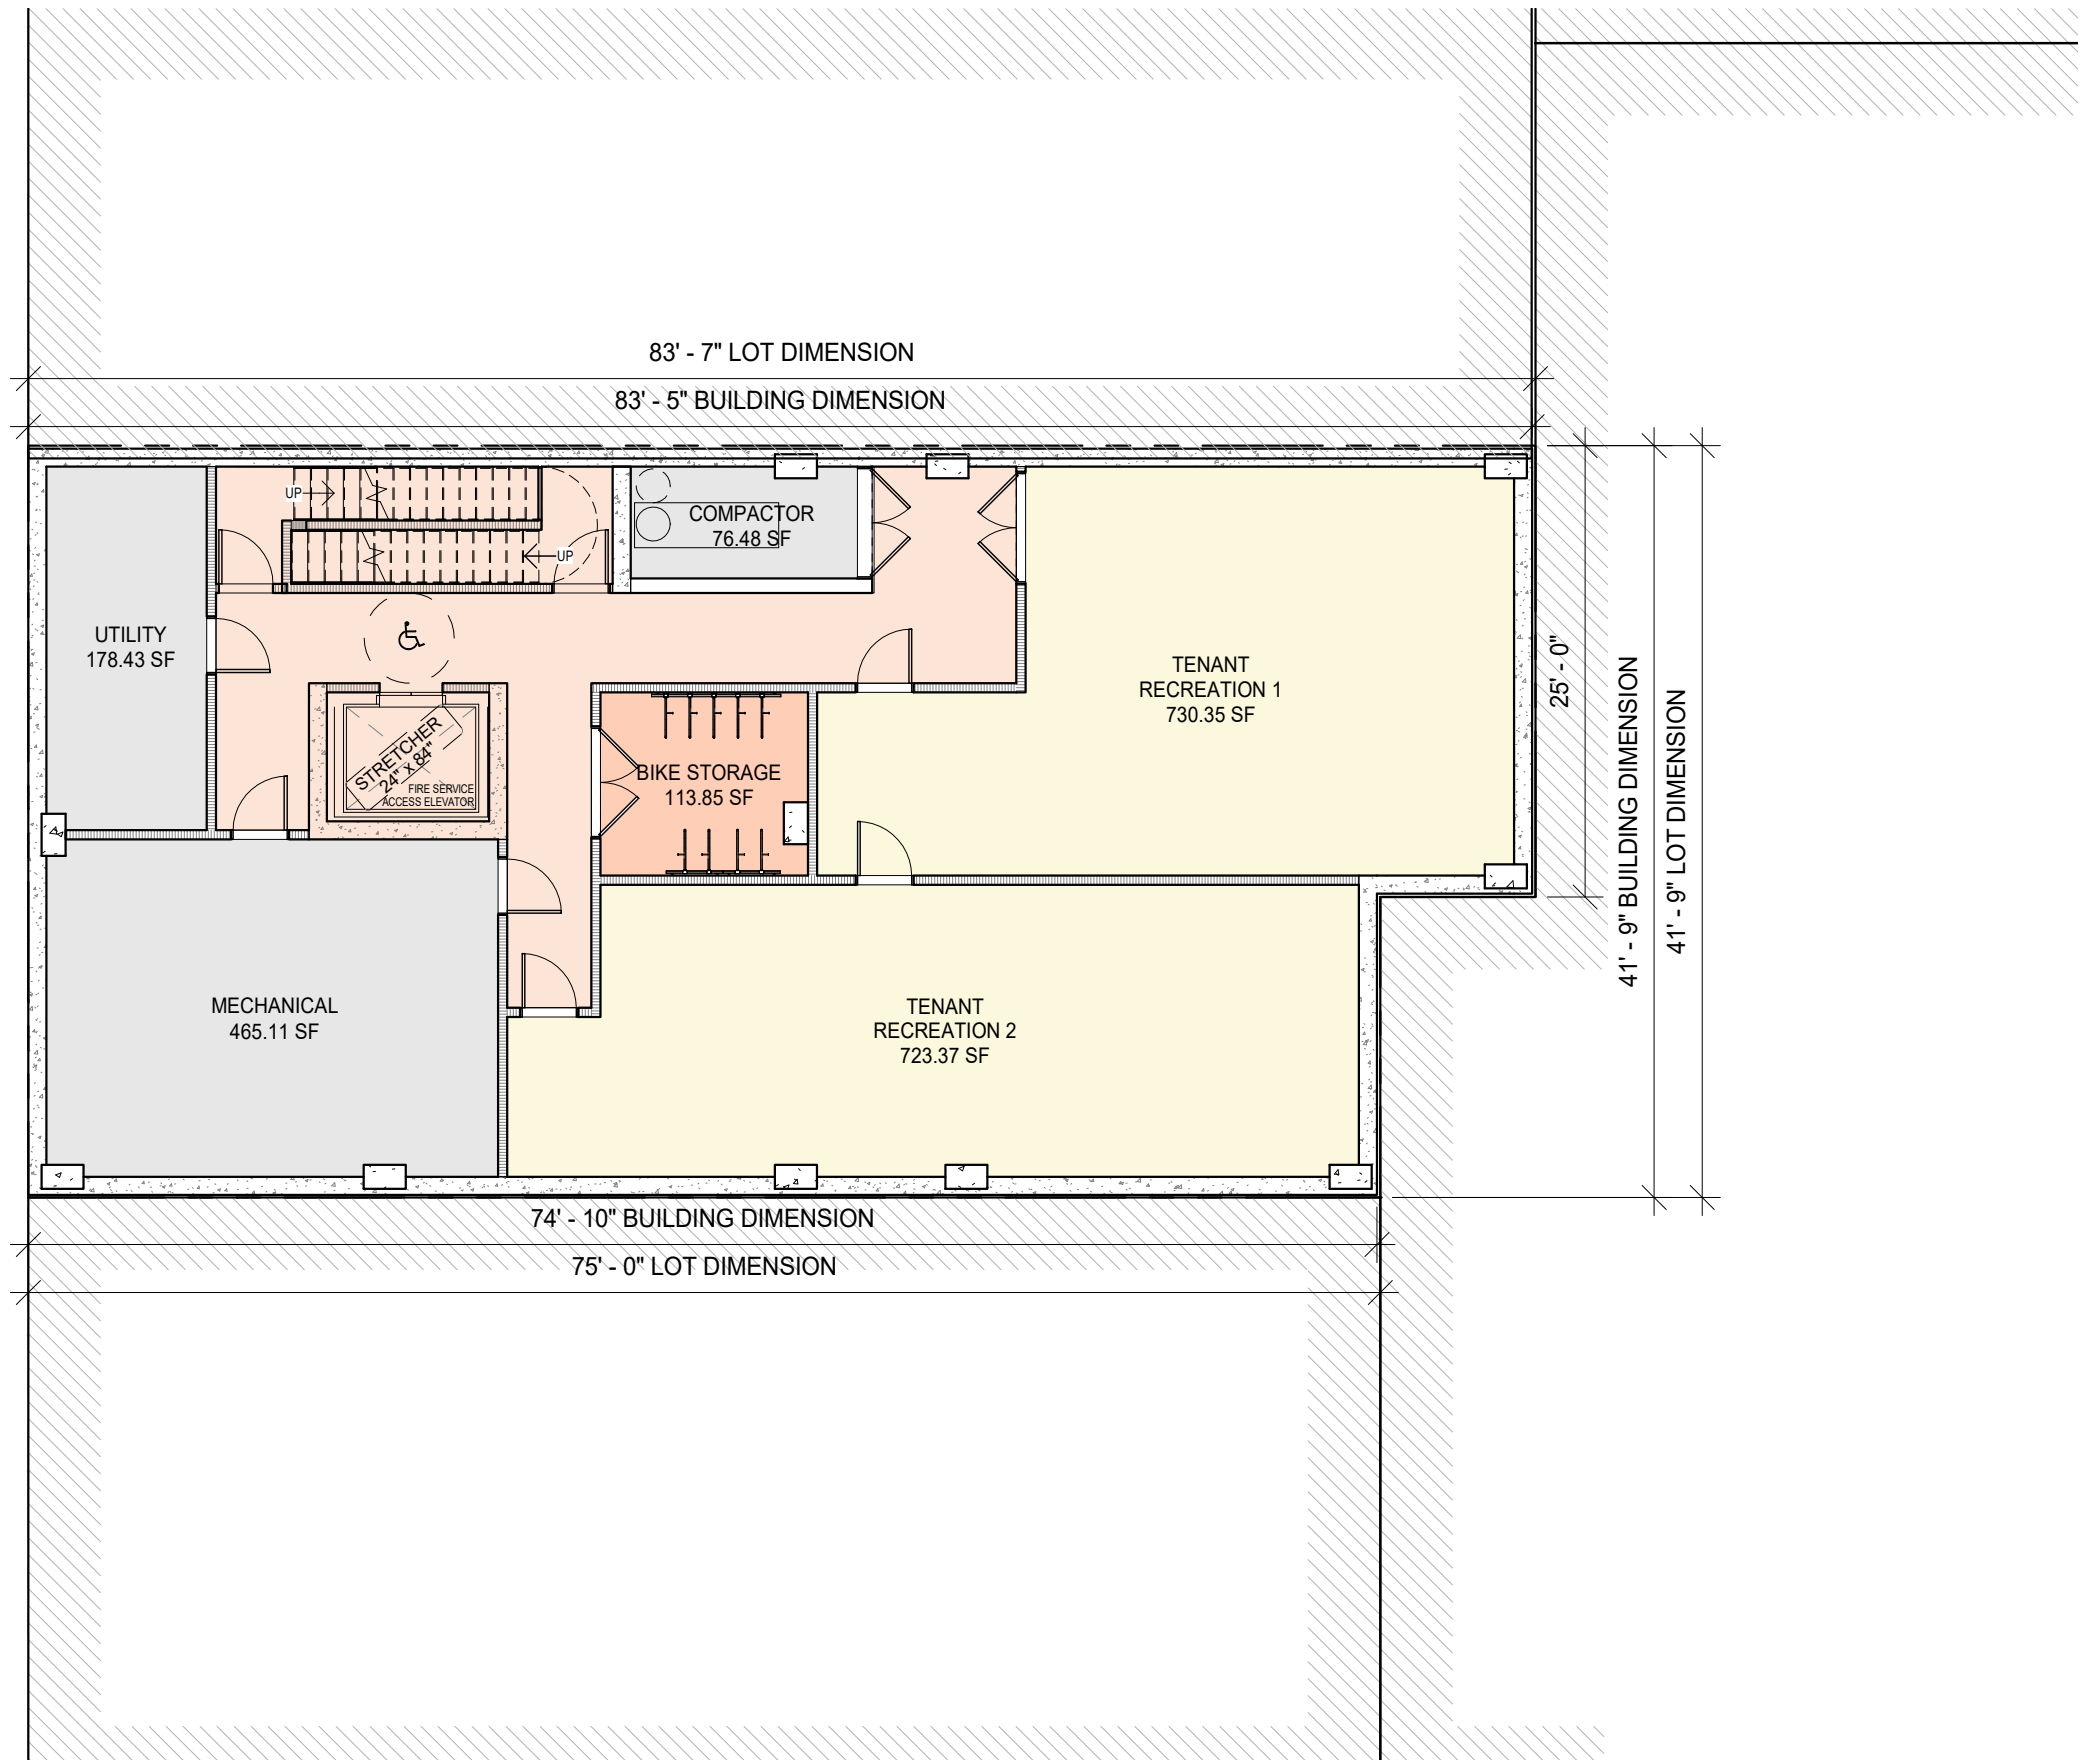 83' - 7" LOT DIMENSION
83' - 5" BUILDING DIMENSION
UP
COMPACTOR
76.48 SF
UP
UTILITY
178.43 SF
TENANT
RECREATION 1
730.35 SF
25' - 0"
41' - 9" BUILDING DIMENSION
41' - 9" LOT DIMENSION
STRETCHER
24" x 84"
FIRE SERVICE
ACCESS ELEVATOR
BIKE STORAGE
113.85 SF
MECHANICAL
465.11 SF
TENANT
RECREATION 2
723.37 SF
74' - 10" BUILDING DIMENSION
75' - 0" LOT DIMENSION